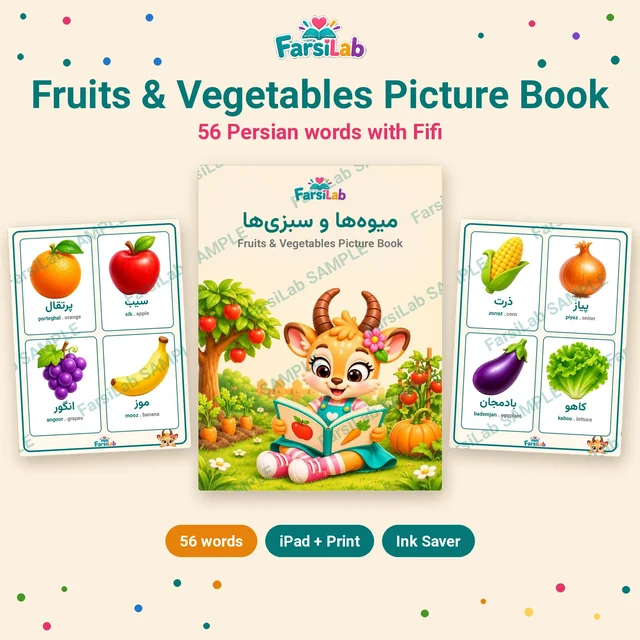 FarsiLab
Fruits & Vegetables Picture Book
56 Persian words with Fifi
FarsiLab
میوه‌ها و سبزی‌ها
Fruits & Vegetables Picture Book
پرتقال
porteghal . orange
سیب
sib . apple
انگور
angoor . grapes
موز
mooz . banana
FarsiLab
ذرت
zorrat . corn
پیاز
piyaz . onion
بادمجان
bademjan . eggplant
کاهو
kahoo . lettuce
FarsiLab
FarsiLab SAMPLE
56 words
iPad + Print
Ink Saver